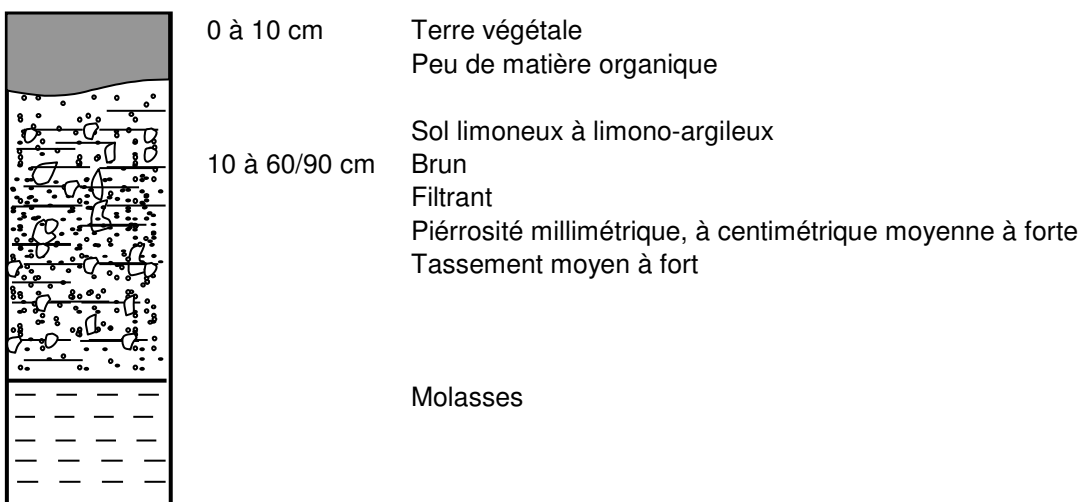 0 à 10 cm Terre végétale
Peu de matière organique
Sol limoneux à limono-argileux
10 à 60/90 cm Brun
Filtrant
Piérrosité millimétrique, à centimétrique moyenne à forte
Tassement moyen à fort
Molasses